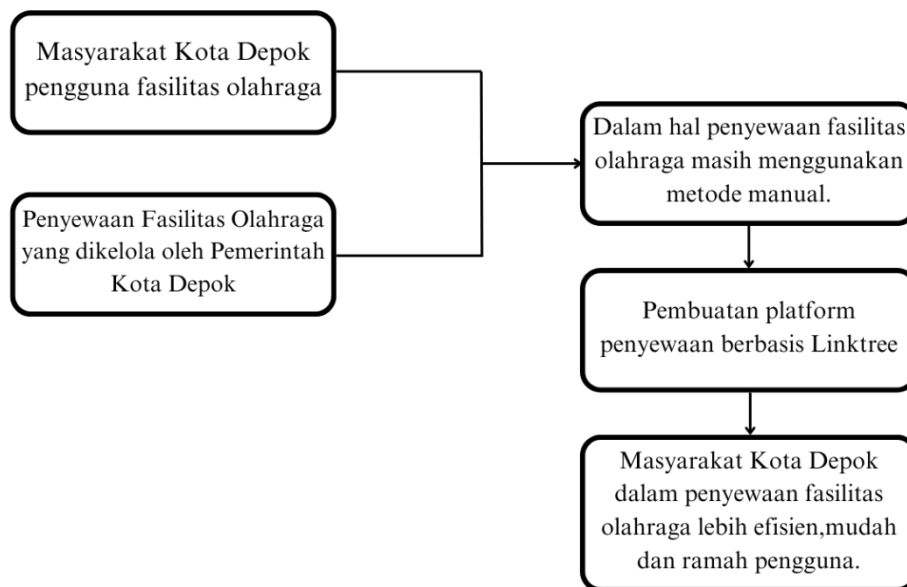 Masyarakat Kota Depok
pengguna fasilitas olahraga
Penyewaan Fasilitas Olahraga
yang dikelola oleh Pemerintah
Kota Depok
Dalam hal penyewaan fasilitas
olahraga masih menggunakan
metode manual.
Pembuatan platform
penyewaan berbasis Linktree
Masyarakat Kota Depok
dalam penyewaan fasilitas
olahraga lebih efisien,mudah
dan ramah pengguna.